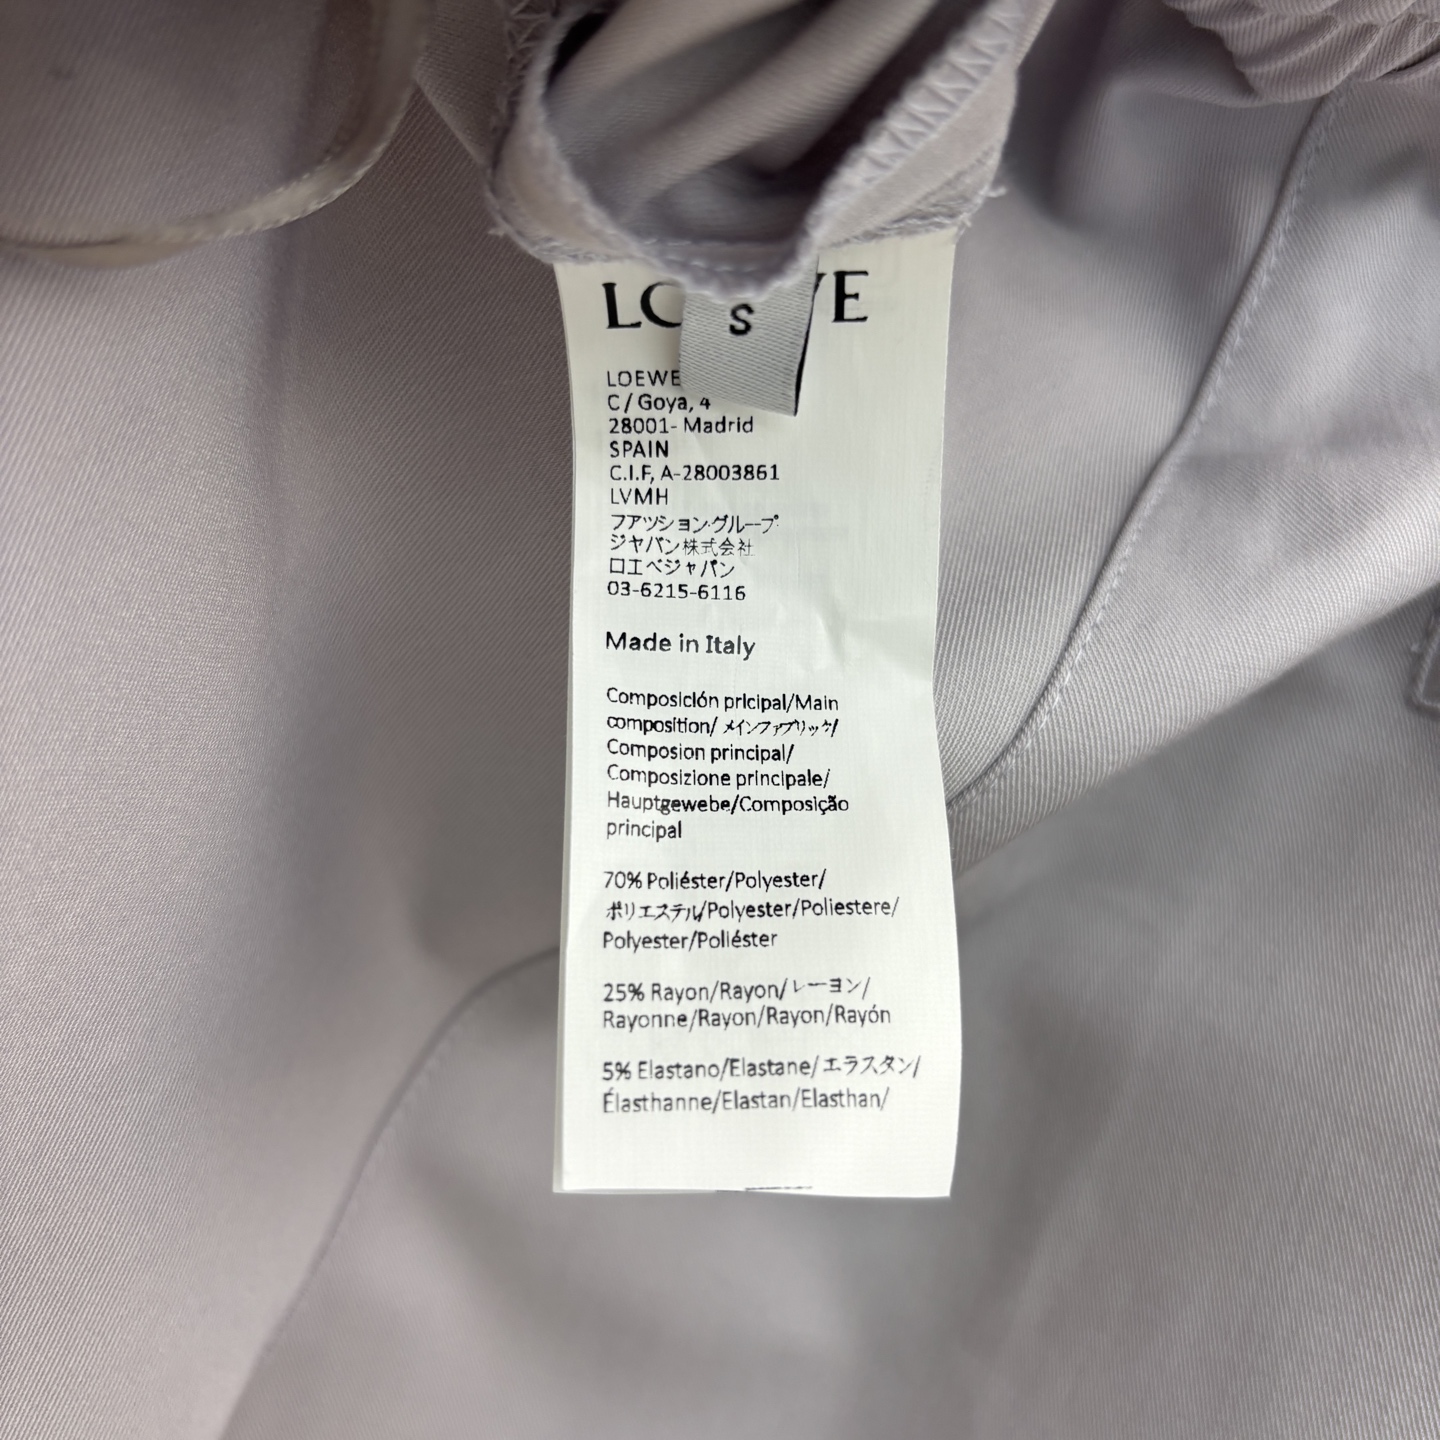 S
LOEWE
C / Goya, 4
28001- Madrid
SPAIN
C.I.F, A-28003861
LVMH
フアツション·グループ
ジヤパン株式会社
ロエベジャパン
03-6215-6116
Made in Italy
Composición pricipal/Main
composition/ メインファブリック/
Composion principal/
Composizione principale/
Hauptgewebe/Composição
principal
70% Poliéster/Polyester/
ポリエステル/Polyester/Poliestere/
Polyester/Poliéster
25% Rayon/Rayon/レーヨン/
Rayonne/Rayon/Rayon/Rayón
5% Elastano/Elastane/エラスタン/
Élasthanne/Elastan/Elasthan/